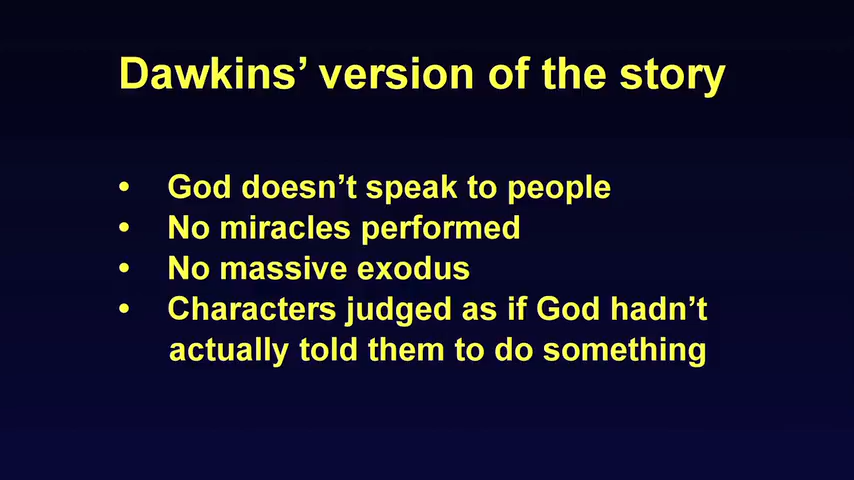 Dawkins’ version of the story
• God doesn’t speak to people
• No miracles performed
• No massive exodus
• Characters judged as if God hadn’t
actually told them to do something